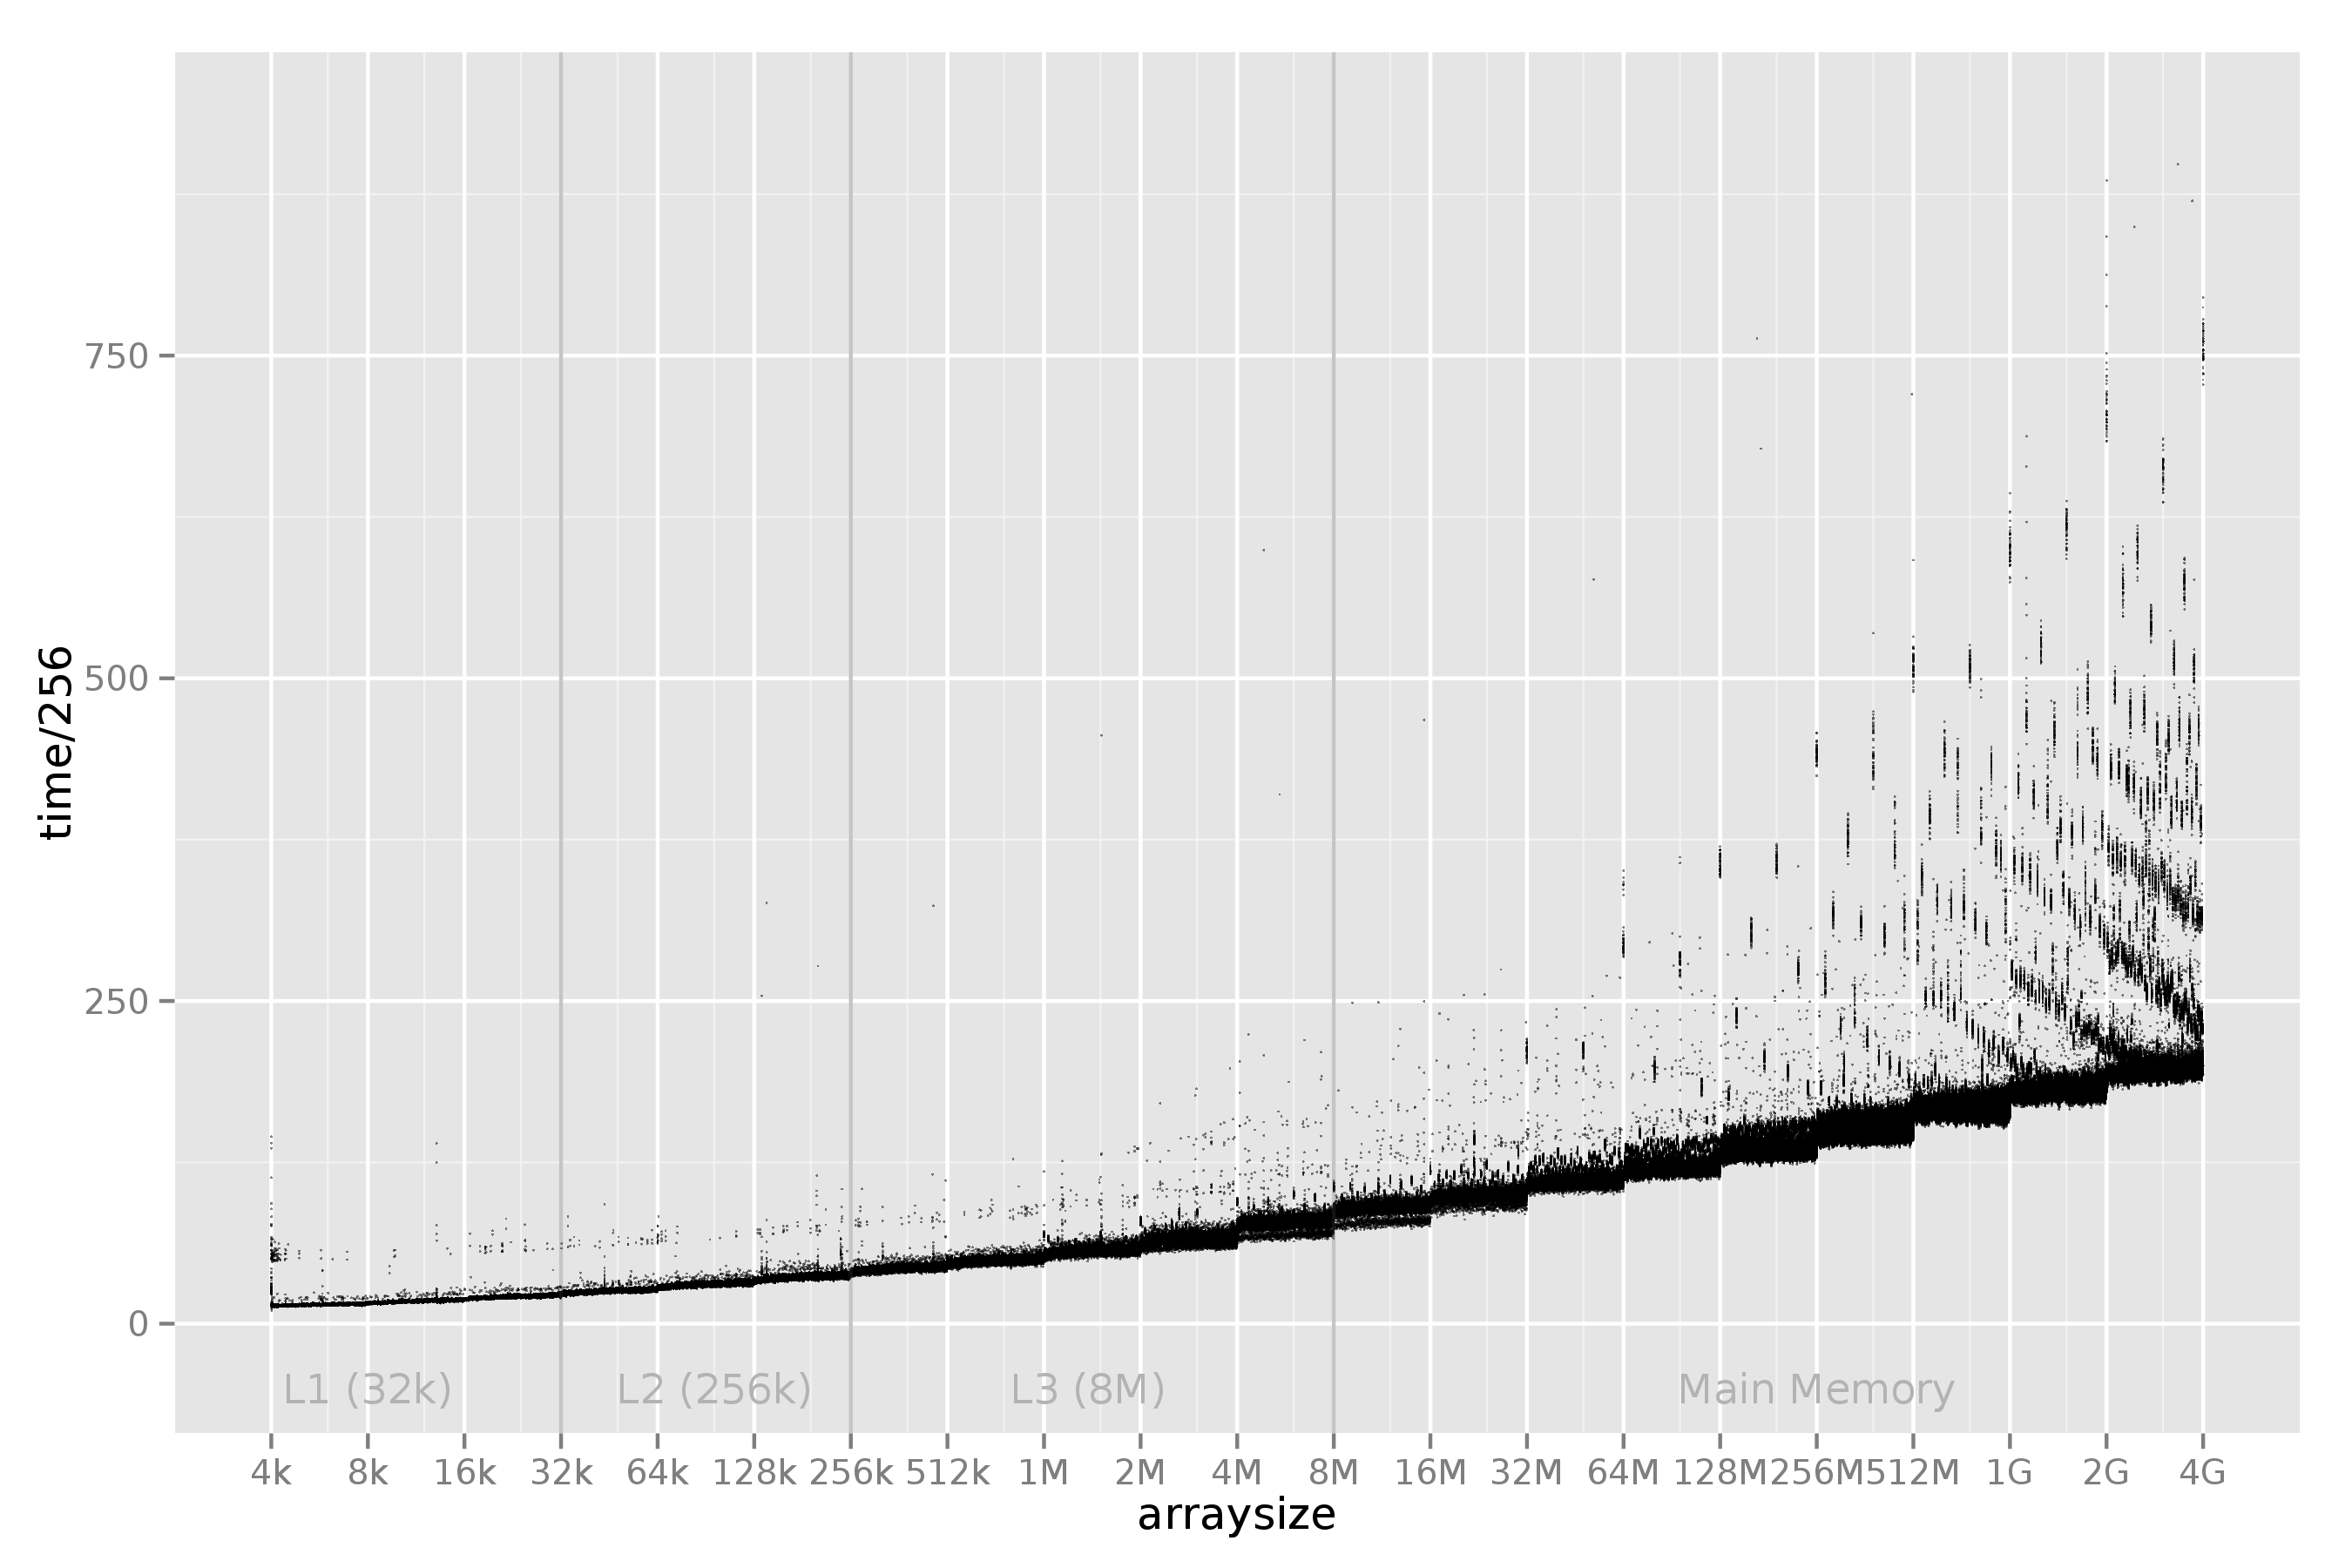 time/256
750
500
250
0
L1 (32k) L2 (256k) L3 (8M) Main Memory
4k 8k 16k 32k 64k 128k 256k 512k 1M 2M 4M 8M 16M 32M 64M 128M 256M 512M 1G 2G 4G
arraysize